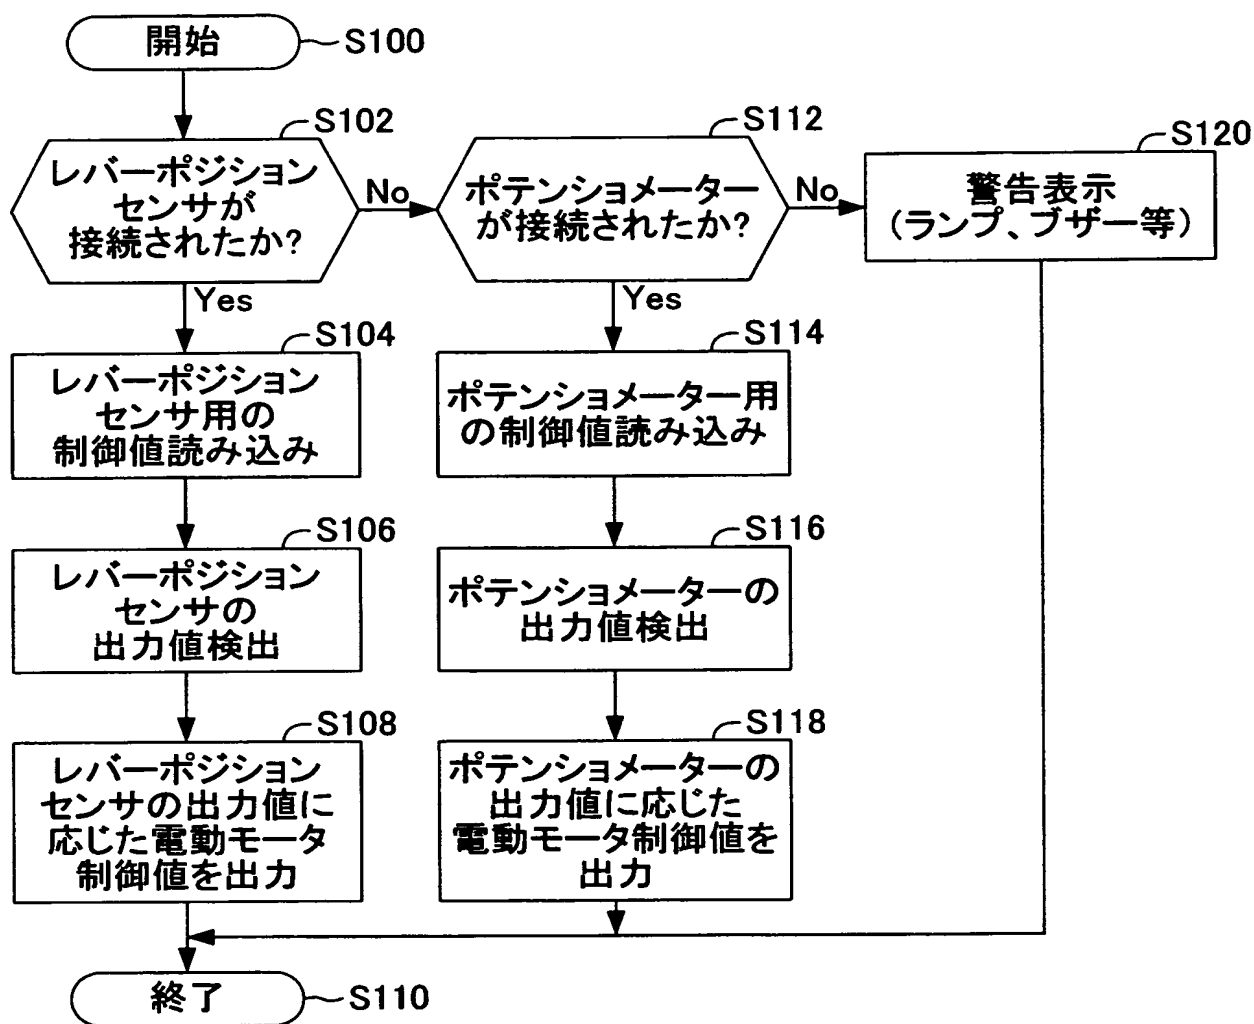 開始
S100
S102
レバーポジション
センサが
接続されたか?
No
Yes
S112
ポテンショメーター
が接続されたか?
No
Yes
S120
警告表示
(ランプ、ブザー等)
S104
レバーポジション
センサ用の
制御値読み込み
S114
ポテンショメーター用
の制御値読み込み
S106
レバーポジション
センサの
出力値検出
S116
ポテンショメーターの
出力値検出
S108
レバーポジション
センサの出力値に
応じた電動モータ
制御値を出力
S118
ポテンショメーターの
出力値に応じた
電動モータ制御値を
出力
終了
S110